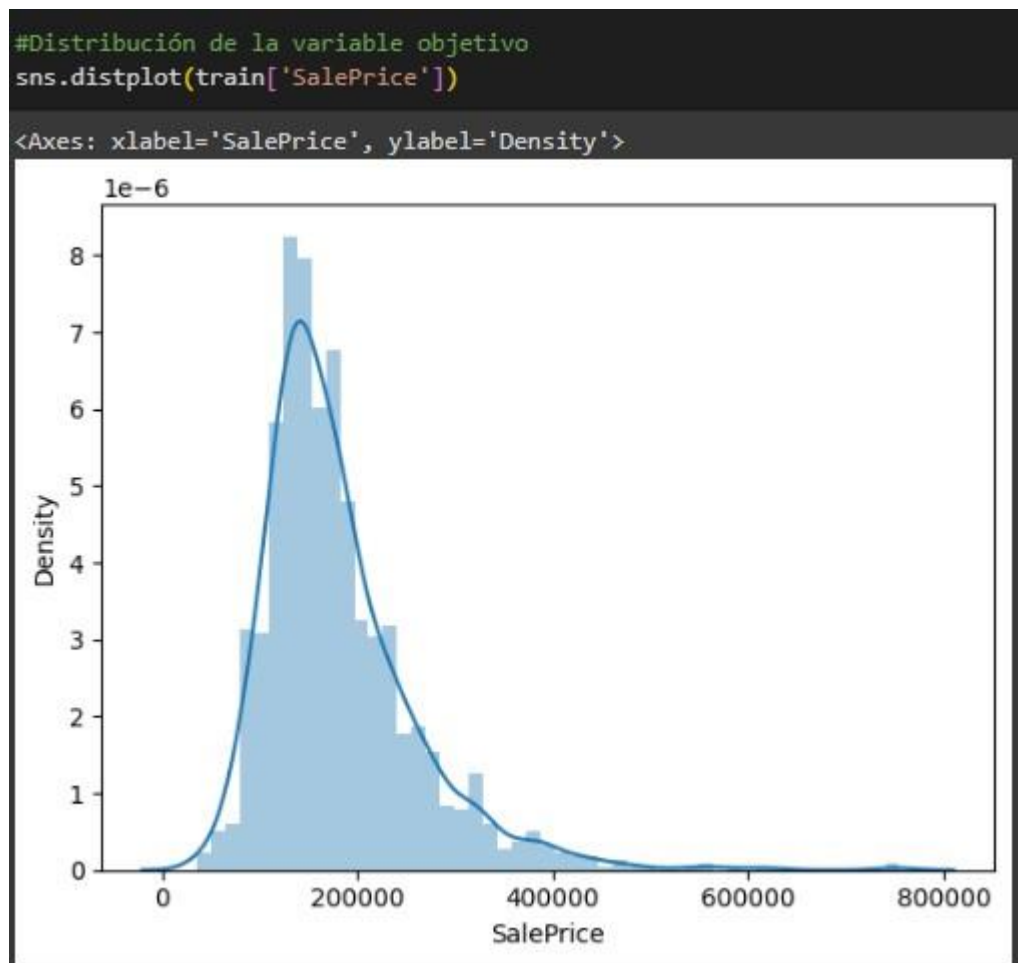 #Distribución de la variable objetivo
sns.distplot(train['SalePrice'])
<Axes: xlabel='SalePrice', ylabel='Density'>
1e−6
8
7
6
5
4
3
2
1
0
Density
0 200000 400000 600000 800000
SalePrice